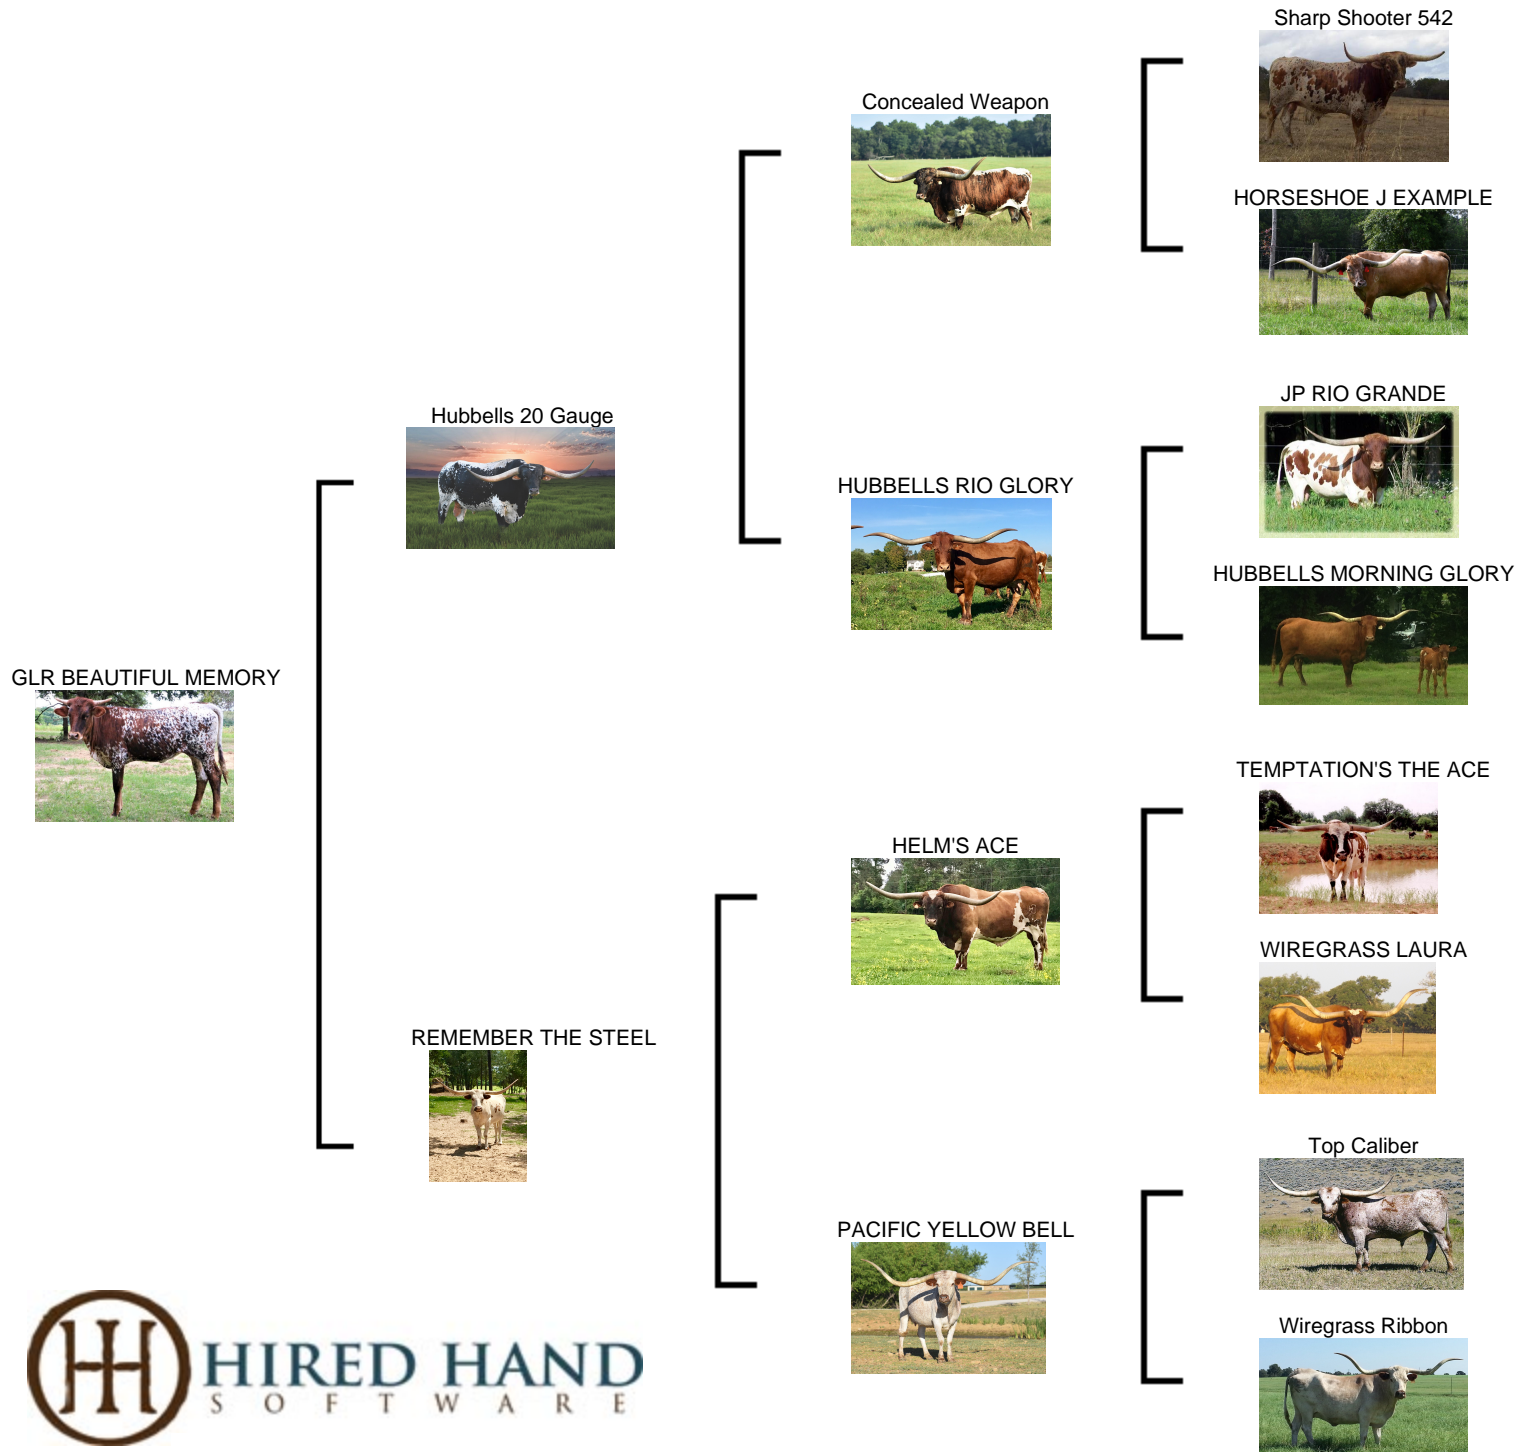 Sharp Shooter 542
Concealed Weapon
HORSESHOE J EXAMPLE
Hubbells 20 Gauge
JP RIO GRANDE
HUBBELLS RIO GLORY
HUBBELLS MORNING GLORY
GLR BEAUTIFUL MEMORY
TEMPTATION'S THE ACE
HELM'S ACE
WIREGRASS LAURA
REMEMBER THE STEEL
Top Caliber
PACIFIC YELLOW BELL
Wiregrass Ribbon
HIRED HAND
SOFTWARE